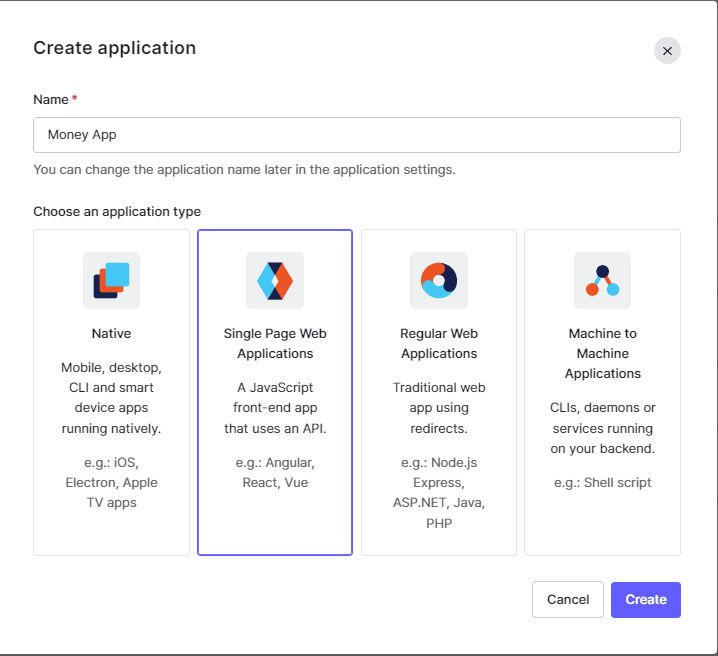 Create application
Name *
Money App
You can change the application name later in the application settings.
Choose an application type
Native
Mobile, desktop,
CLI and smart
device apps
running natively.
e.g.: iOS,
Electron, Apple
TV apps
Single Page Web
Applications
A JavaScript
front-end app
that uses an API.
e.g.: Angular,
React, Vue
Regular Web
Applications
Traditional web
app using
redirects.
e.g.: Node.js
Express,
ASP.NET, Java,
PHP
Machine to
Machine
Applications
CLIs, daemons or
services running
on your backend.
e.g.: Shell script
Cancel
Create